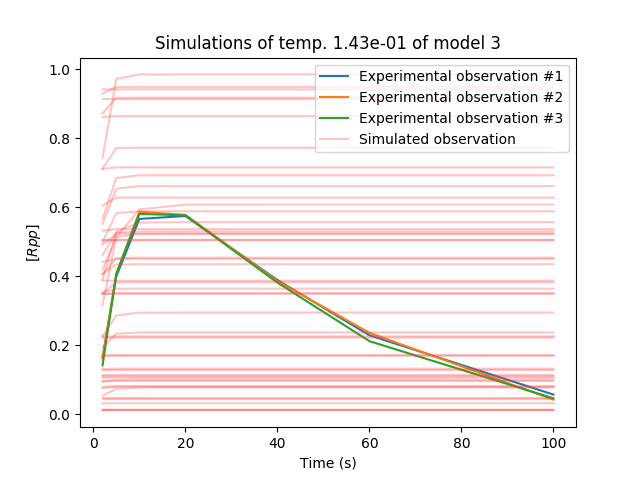 Simulations of temp. 1.43e-01 of model 3
Experimental observation #1
Experimental observation #2
Experimental observation #3
Simulated observation
[Rpp]
1.0
0.8
0.6
0.4
0.2
0.0
0 20 40 60 80 100
Time (s)